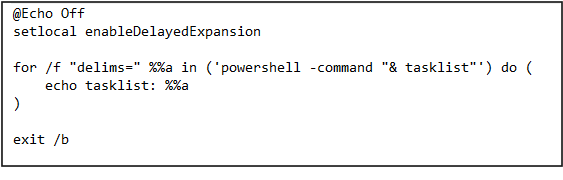 @Echo Off
setlocal enableDelayedExpansion
for /f "delims=" %%a in ('powershell -command "& tasklist"') do (
    echo tasklist: %%a
)
exit /b